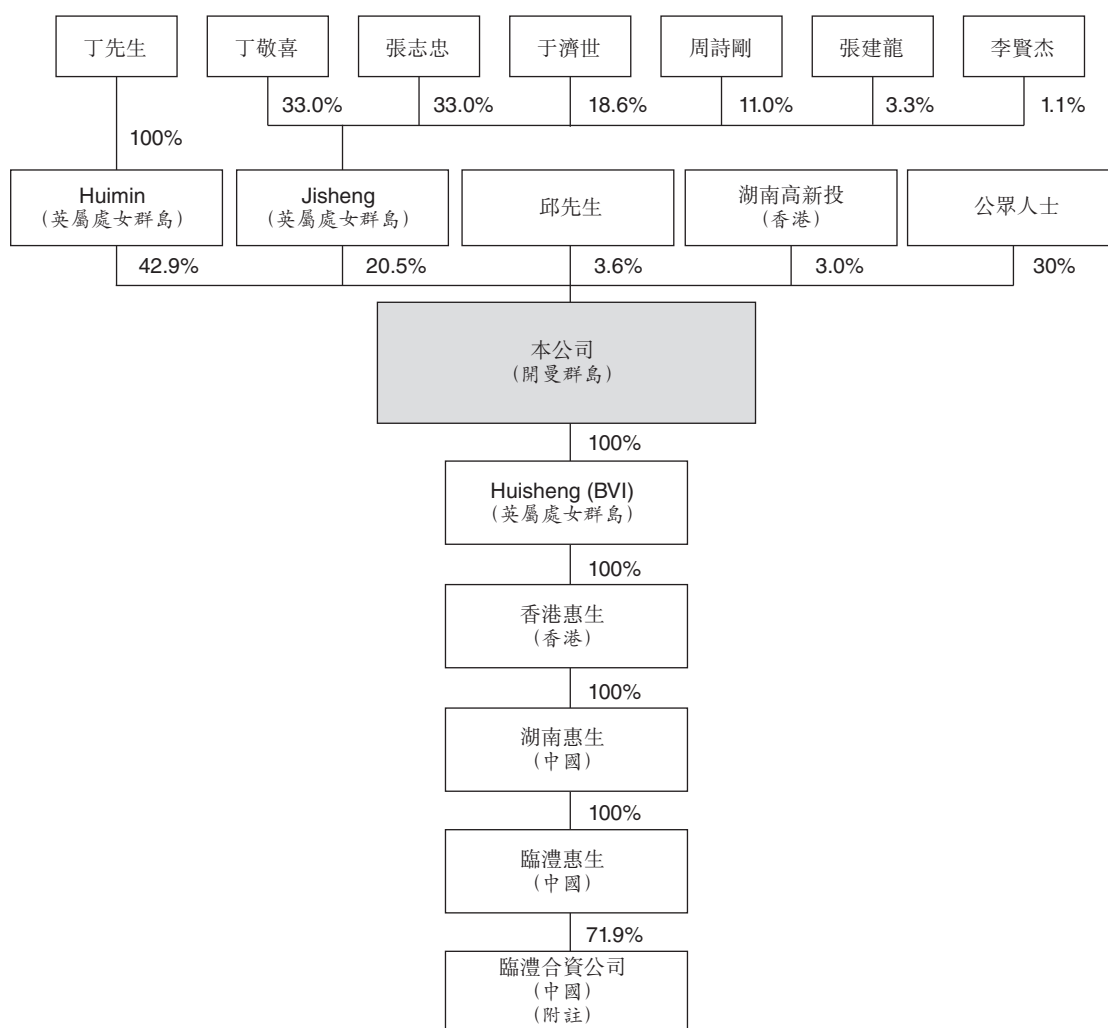 丁先生
丁敬喜
張志忠
于濟世
周詩剛
張建龍
李賢杰
33.0%
33.0%
18.6%
11.0%
3.3%
1.1%
100%
Huimin
(英屬處女群島)
Jisheng
(英屬處女群島)
邱先生
湖南高新投
(香港)
公眾人士
42.9%
20.5%
3.6%
3.0%
30%
本公司
(開曼群島)
100%
Huisheng (BVI)
(英屬處女群島)
100%
香港惠生
(香港)
100%
湖南惠生
(中國)
100%
臨澧惠生
(中國)
71.9%
臨澧合資公司
(中國)
(附註)